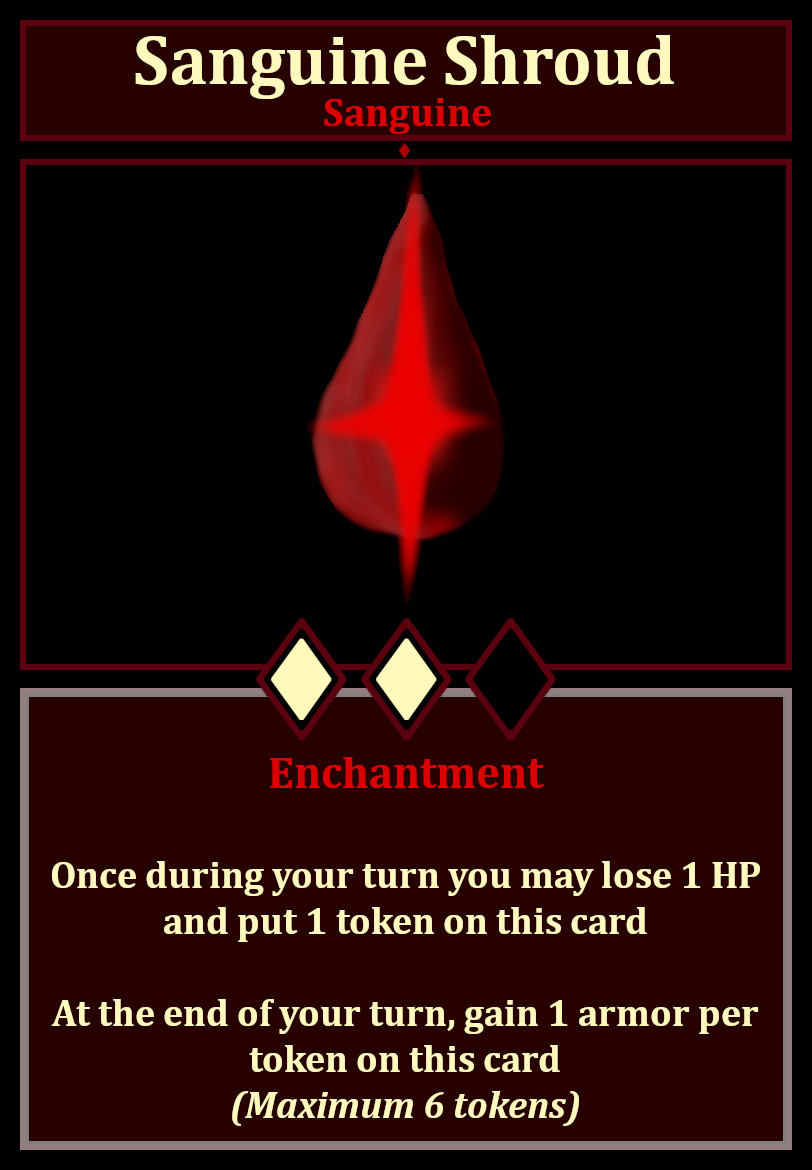 Sanguine Shroud
Sanguine
Enchantment
Once during your turn you may lose 1 HP
and put 1 token on this card
At the end of your turn, gain 1 armor per
token on this card
(Maximum 6 tokens)